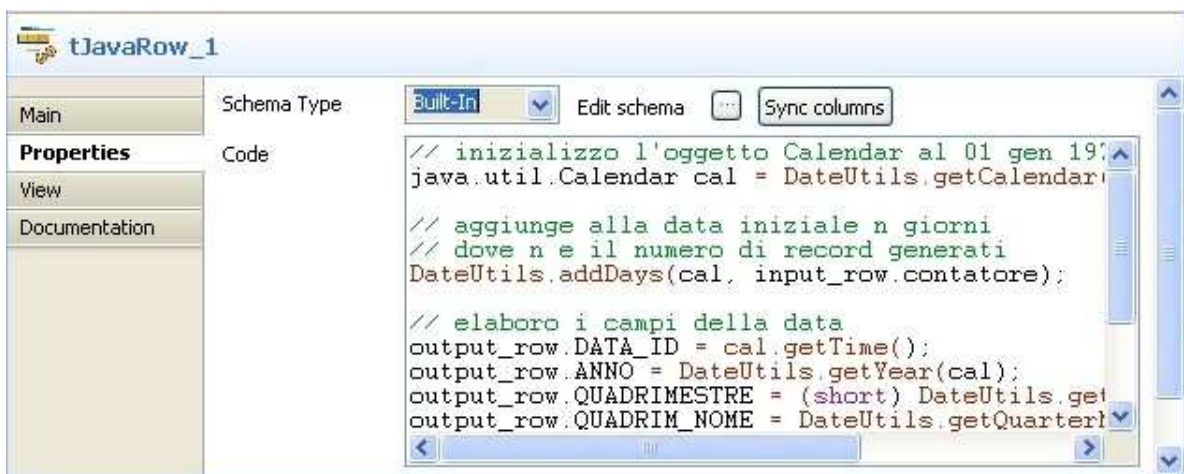 tJavaRow_1
Main
Properties
View
Documentation
Schema Type
Built-In
Edit schema
...
Sync columns
Code
// inizializzo l'oggetto Calendar al 01 gen
java.util.Calendar cal = DateUtils.getCalendar(
// aggiunge alla data iniziale n giorni
// dove n e il numero di record generati
DateUtils.addDays(cal, input_row.contatore);
// elaboro i campi della data
output_row.DATA_ID = cal.getTime();
output_row.ANNO = DateUtils.getYear(cal);
output_row.QUADRIMESTRE = (short) DateUtils.get
output_row.QUADRIM_NOME = DateUtils.getQuarter